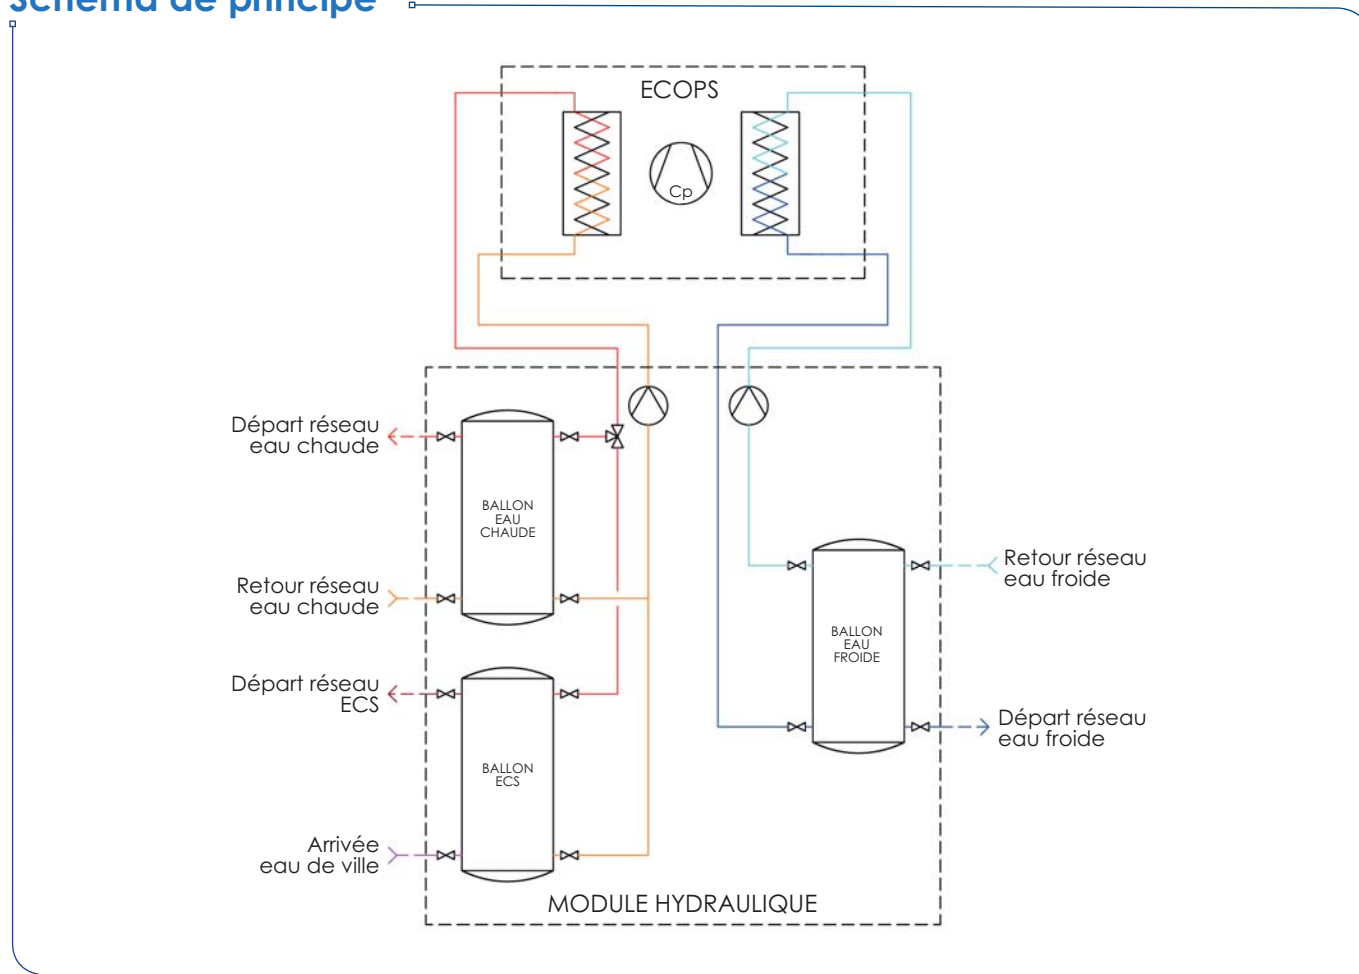 Schéma de principe
ECOPS
Cp
Départ réseau
eau chaude
BALLON
EAU
CHAUDE
Retour réseau
eau chaude
Retour réseau
eau froide
BALLON
EAU
FROIDE
Départ réseau
ECS
Départ réseau
eau froide
BALLON
ECS
Arrivée
eau de ville
MODULE HYDRAULIQUE